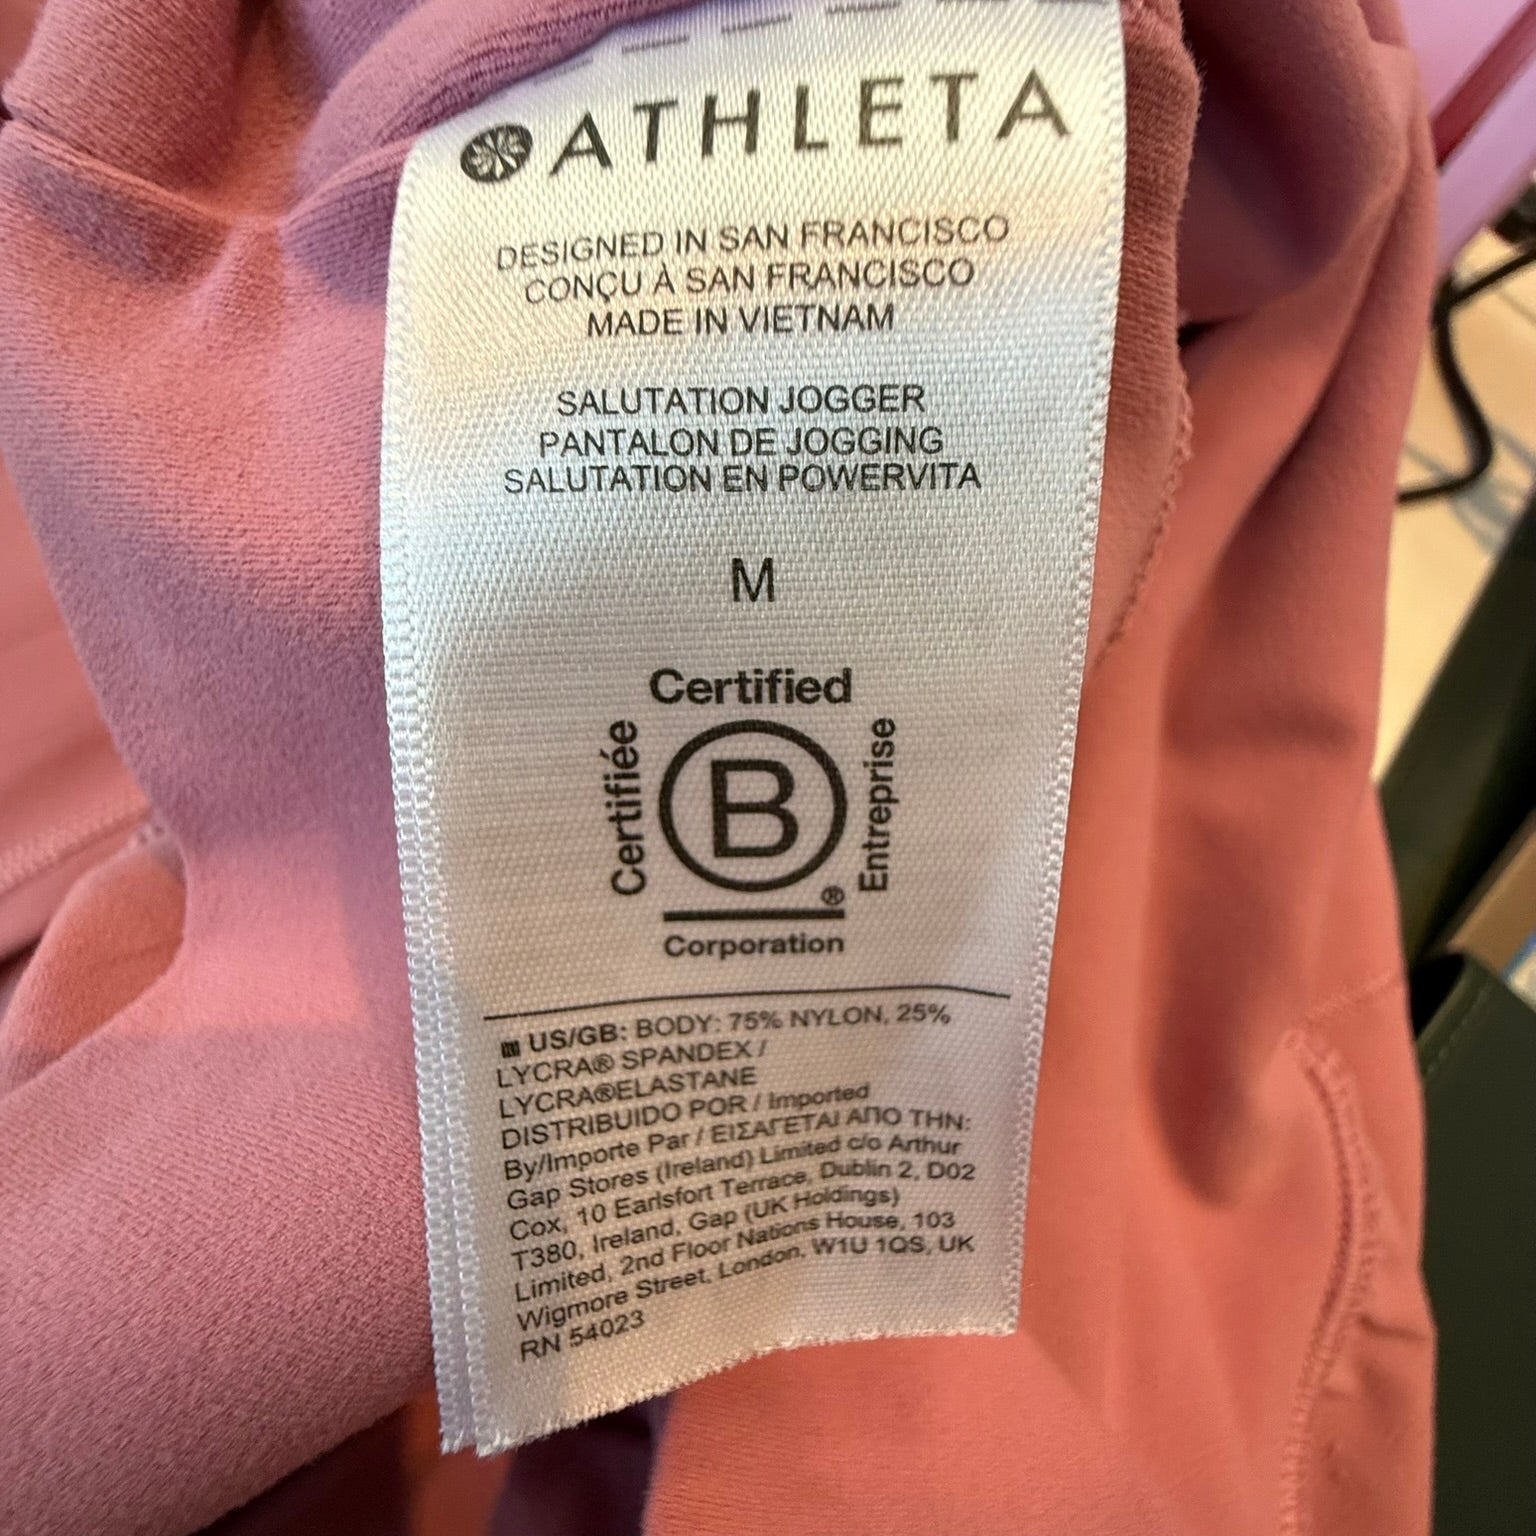 ATHLETA
DESIGNED IN SAN FRANCISCO
CONÇU À SAN FRANCISCO
MADE IN VIETNAM
SALUTATION JOGGER
PANTALON DE JOGGING
SALUTATION EN POWERVITA
M
Certified
Certifiée
B
®
Entreprise
Corporation
US/GB: BODY: 75% NYLON, 25%
LYCRA® SPANDEX /
LYCRA®ELASTANE
DISTRIBUIDO POR / Imported
By/Importe Par / ΕΙΣΑΓΕΤΑΙ ΑΠΟ ΤΗΝ:
Gap Stores (Ireland) Limited c/o Arthur
Cox, 10 Earlsfort Terrace, Dublin 2, D02
T380, Ireland, Gap (UK Holdings)
Limited, 2nd Floor Nations House, 103
Wigmore Street, London, W1U 1QS, UK
RN 54023